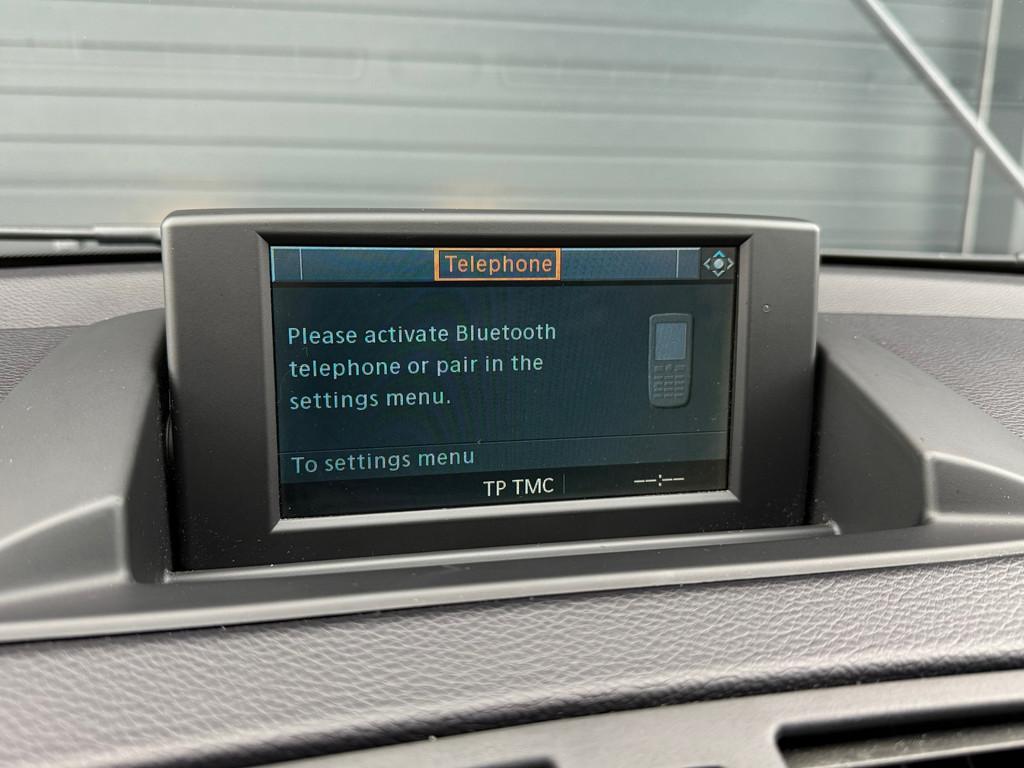 Telephone
Please activate Bluetooth
telephone or pair in the
settings menu.
To settings menu
TP TMC --:--